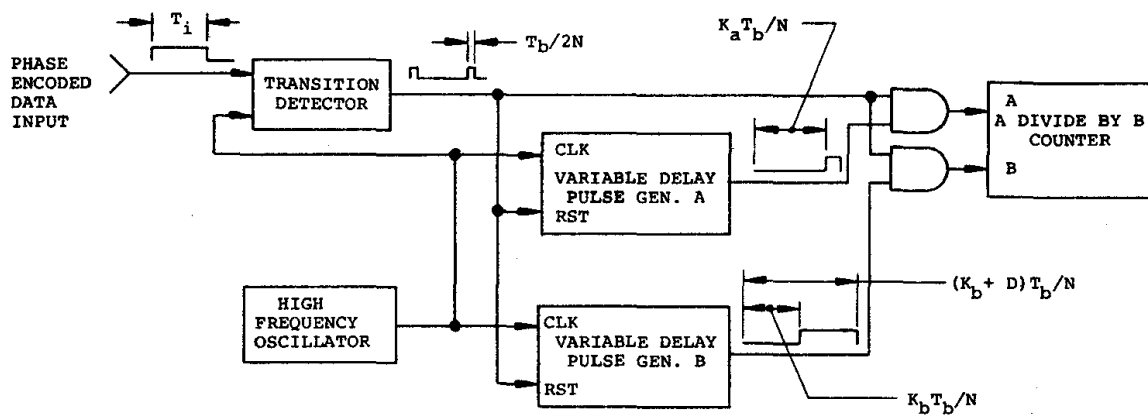 T_i
T_b/2N
K_aT_b/N
PHASE
ENCODED
DATA
INPUT
TRANSITION
DETECTOR
A
A DIVIDE BY B
COUNTER
B
CLK
VARIABLE DELAY
PULSE GEN. A
RST
(K_b+ D)T_b/N
HIGH
FREQUENCY
OSCILLATOR
CLK
VARIABLE DELAY
PULSE GEN. B
RST
K_bT_b/N